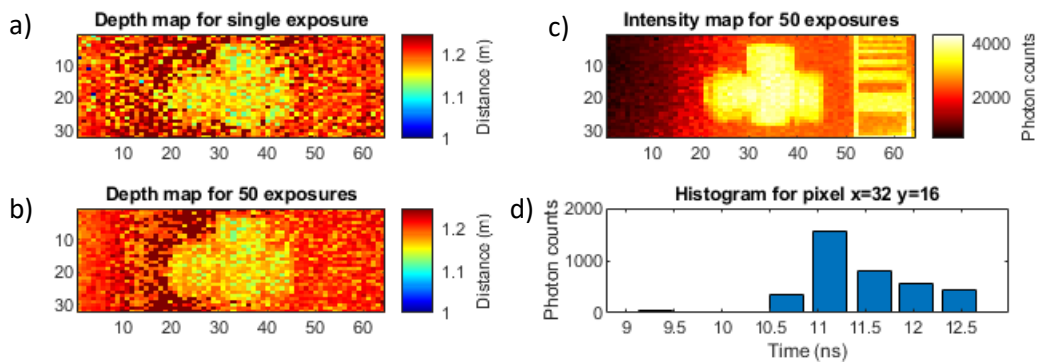 a)
Depth map for single exposure
10
20
30
10 20 30 40 50 60
1.2
1.1
1
Distance (m)
c)
Intensity map for 50 exposures
10
20
30
10 20 30 40 50 60
4000
2000
Photon counts
b)
Depth map for 50 exposures
10
20
30
10 20 30 40 50 60
1.2
1.1
1
Distance (m)
d)
Histogram for pixel x=32 y=16
Photon counts
2000
1000
0
9 9.5 10 10.5 11 11.5 12 12.5
Time (ns)